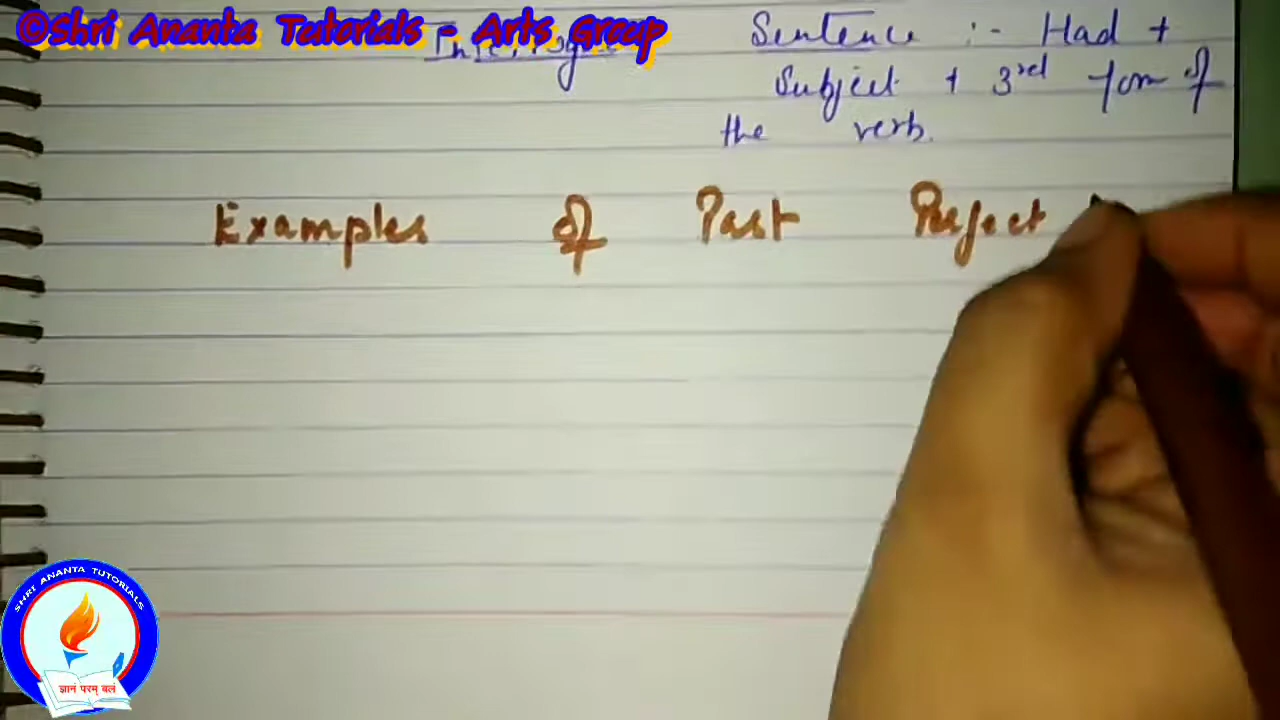 ©Shri Ananta Tutorials - Arts Group
Sentence :- Had +
Subject + 3rd form of
the verb.
Examples of Past Perfect
SHRI ANANTA TUTORIALS
ज्ञानं परमं बलं